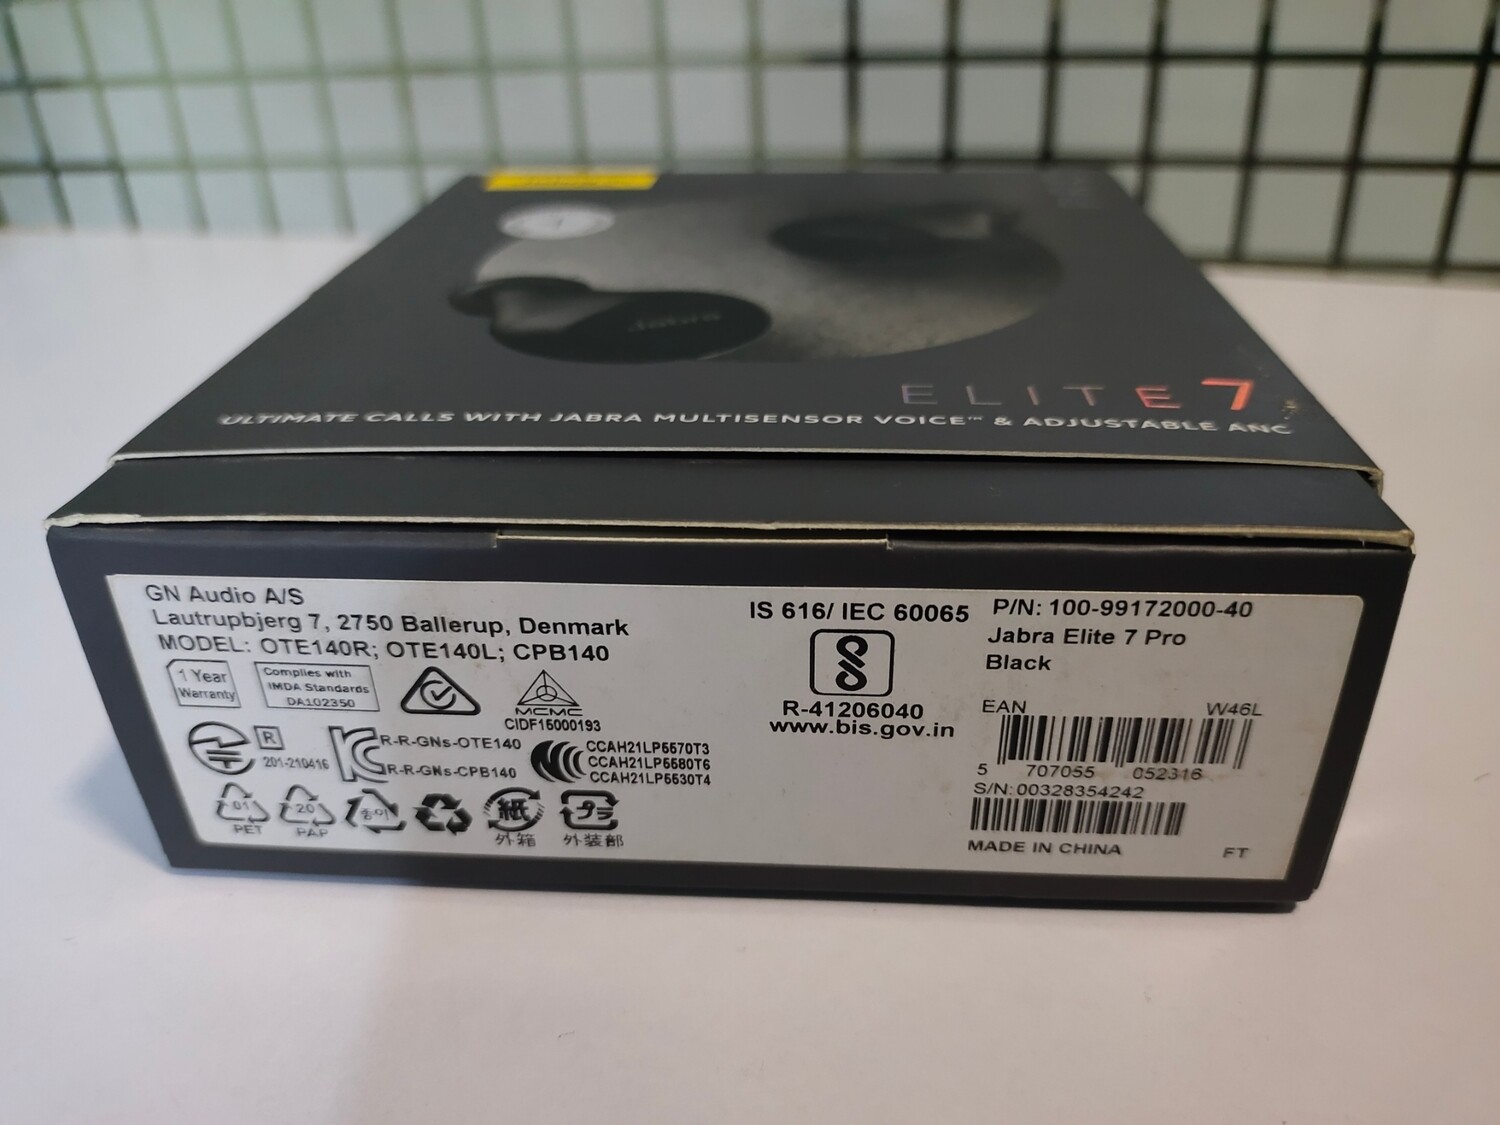 Jabra
ELITE 7
ULTIMATE CALLS WITH JABRA MULTISENSOR VOICE™ & ADJUSTABLE ANC
GN Audio A/S
Lautrupbjerg 7, 2750 Ballerup, Denmark
MODEL: OTE140R; OTE140L; CPB140
1 Year
Warranty
Complies with
IMDA Standards
DA102350
MCMC
CIDF15000193
R
201-210416
R-R-GNs-OTE140
R-R-GNs-CPB140
CCAH21LP5570T3
CCAH21LP5580T6
CCAH21LP5530T4
01
PET
20
PAP
종이
紙
外箱
プラ
外装部
IS 616/ IEC 60065
R-41206040
www.bis.gov.in
P/N: 100-99172000-40
Jabra Elite 7 Pro
Black
EAN W46L
5 707055 052316
S/N: 00328354242
MADE IN CHINA FT